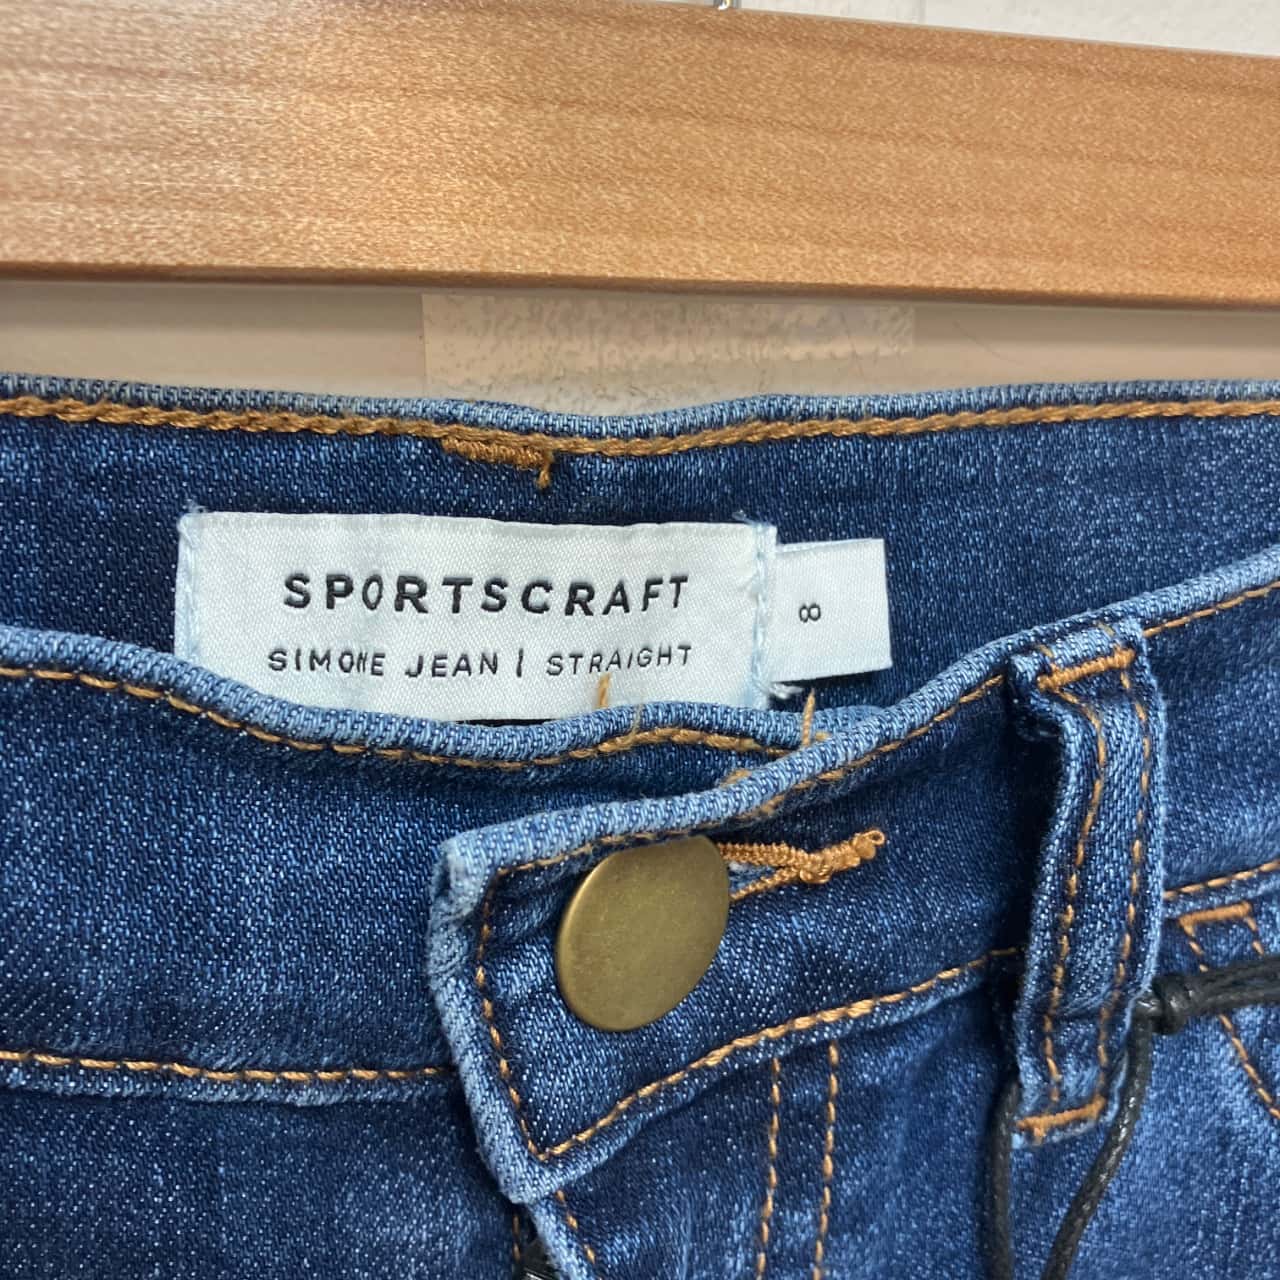 SPORTSCRAFT
SIMONE JEAN | STRAIGHT
8